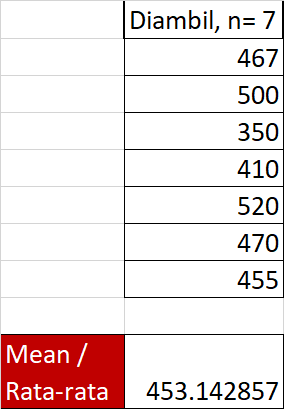 Diambil, n= 7
467
500
350
410
520
470
455
Mean /
Rata-rata 453.142857